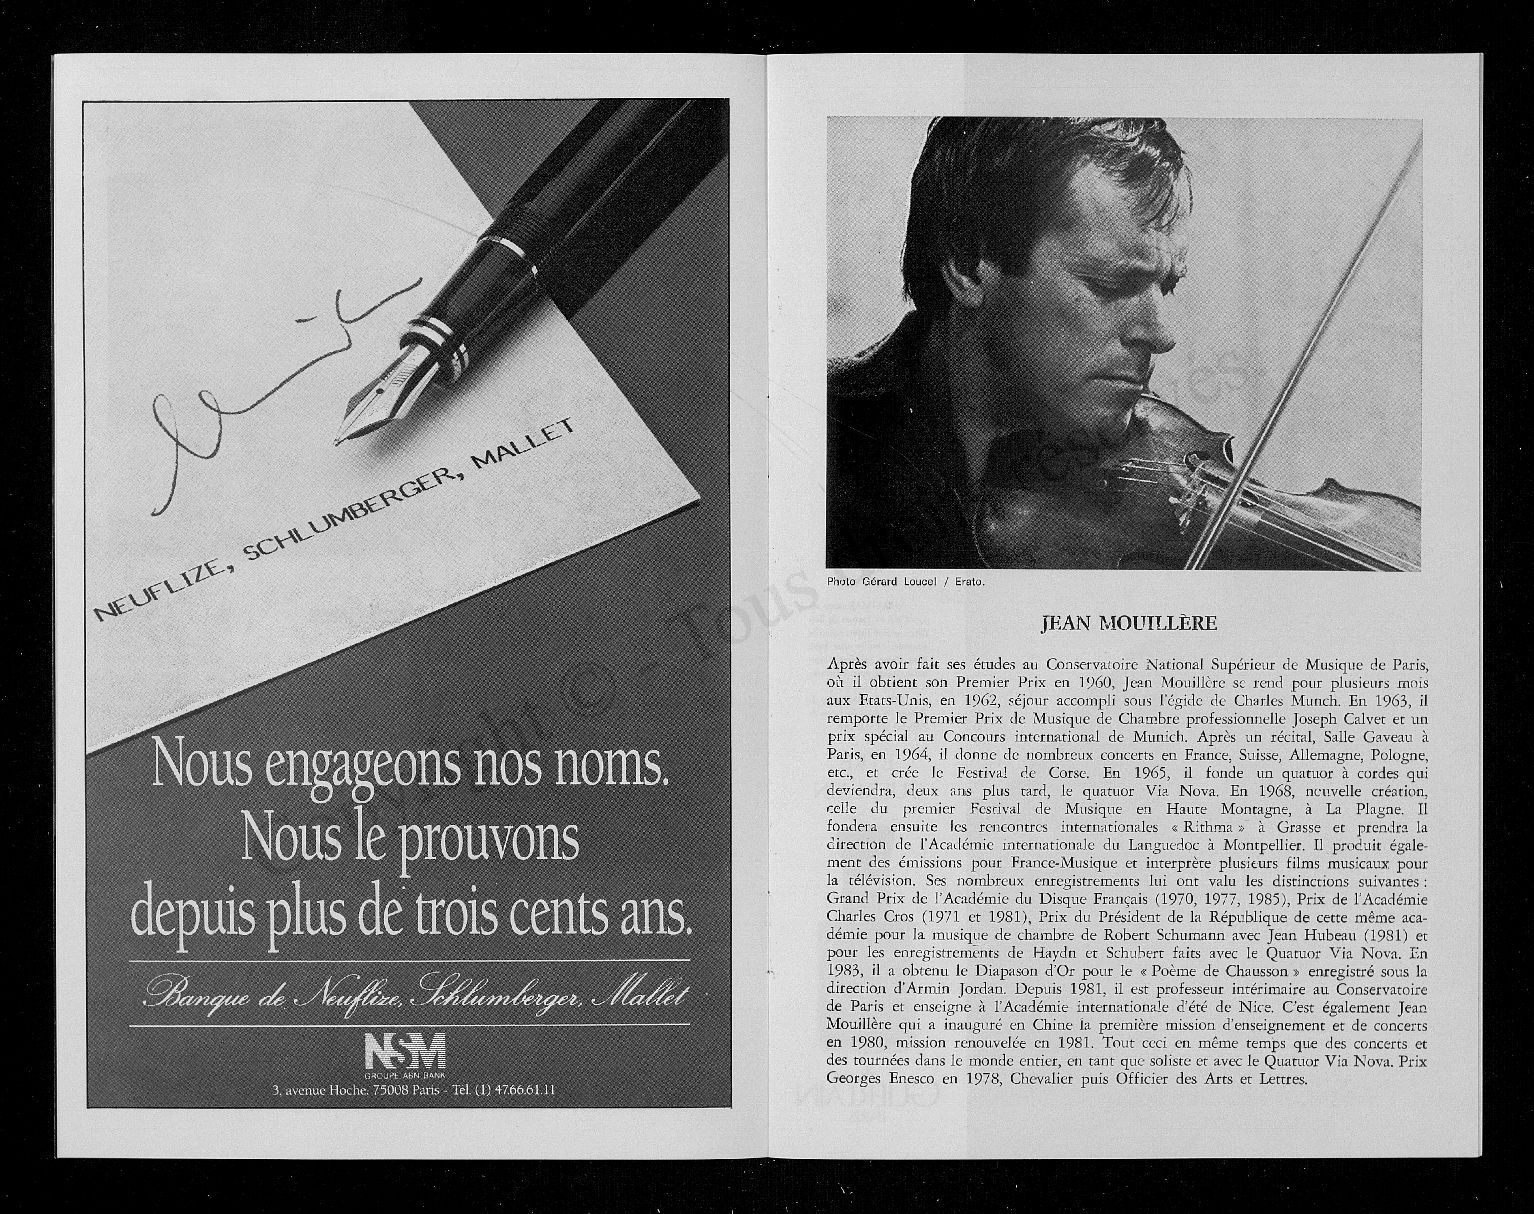 NEUFLIZE, SCHLUMBERGER, MALLET
Nous engageons nos noms.
Nous le prouvons
depuis plus de trois cents ans.
Banque de Neuflize, Schlumberger, Mallet
NSM
GROUPE ABN BANK
3, avenue Hoche. 75008 Paris - Tél. (1) 47.66.61.11
Photo Gérard Loucel / Erato.
JEAN MOUILLÈRE
Après avoir fait ses études au Conservatoire National Supérieur de Musique de Paris,
où il obtient son Premier Prix en 1960, Jean Mouillère se rend pour plusieurs mois
aux Etats-Unis, en 1962, séjour accompli sous l'égide de Charles Munch. En 1963, il
remporte le Premier Prix de Musique de Chambre professionnelle Joseph Calvet et un
prix spécial au Concours international de Munich. Après un récital, Salle Gaveau à
Paris, en 1964, il donne de nombreux concerts en France, Suisse, Allemagne, Pologne,
etc., et crée le Festival de Corse. En 1965, il fonde un quatuor à cordes qui
deviendra, deux ans plus tard, le quatuor Via Nova. En 1968, nouvelle création,
celle du premier Festival de Musique en Haute Montagne, à La Plagne. Il
fondera ensuite les rencontres internationales « Rithma » à Grasse et prendra la
direction de l'Académie internationale du Languedoc à Montpellier. Il produit égale-
ment des émissions pour France-Musique et interprète plusieurs films musicaux pour
la télévision. Ses nombreux enregistrements lui ont valu les distinctions suivantes :
Grand Prix de l'Académie du Disque Français (1970, 1977, 1985), Prix de l'Académie
Charles Cros (1971 et 1981), Prix du Président de la République de cette même aca-
démie pour la musique de chambre de Robert Schumann avec Jean Hubeau (1981) et
pour les enregistrements de Haydn et Schubert faits avec le Quatuor Via Nova. En
1983, il a obtenu le Diapason d'Or pour le « Poème de Chausson » enregistré sous la
direction d'Armin Jordan. Depuis 1981, il est professeur intérimaire au Conservatoire
de Paris et enseigne à l'Académie internationale d'été de Nice. C'est également Jean
Mouillère qui a inauguré en Chine la première mission d'enseignement et de concerts
en 1980, mission renouvelée en 1981. Tout ceci en même temps que des concerts et
des tournées dans le monde entier, en tant que soliste et avec le Quatuor Via Nova. Prix
Georges Enesco en 1978, Chevalier puis Officier des Arts et Lettres.